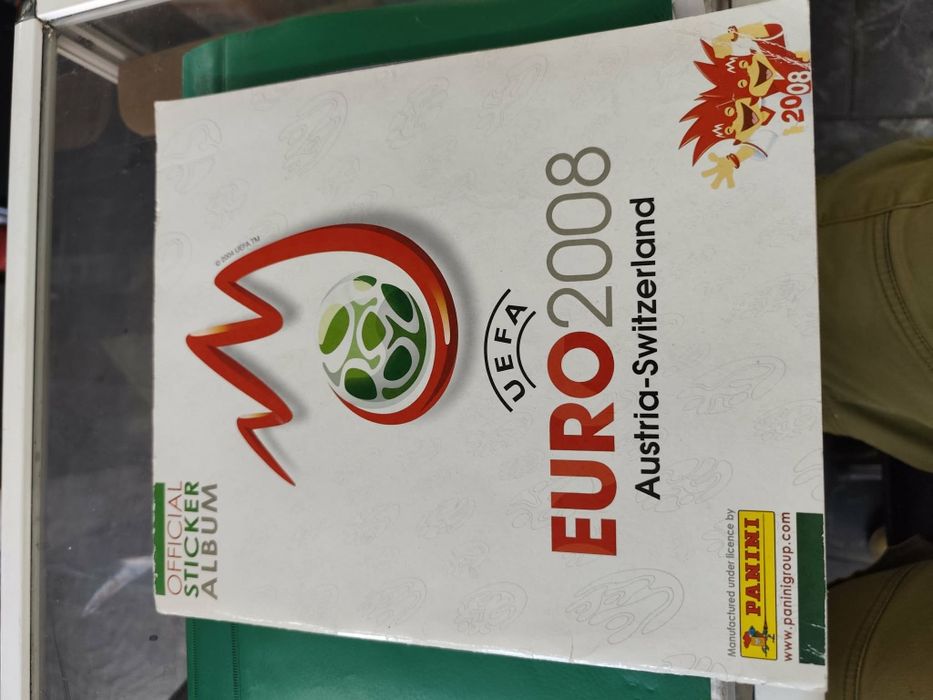 OFFICIAL
STICKER
ALBUM
© 2004 UEFA TM
UEFA
EURO2008
Austria-Switzerland
Manufactured under licence by
PANINI
www.paninigroup.com
2008